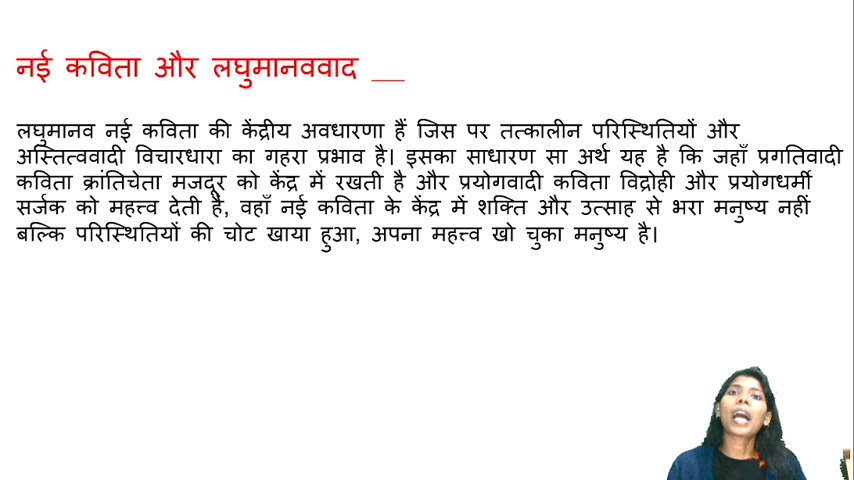 नई कविता और लघुमानववाद __
लघुमानव नई कविता की केंद्रीय अवधारणा हैं जिस पर तत्कालीन परिस्थितियों और
अस्तित्ववादी विचारधारा का गहरा प्रभाव है। इसका साधारण सा अर्थ यह है कि जहाँ प्रगतिवादी
कविता क्रांतिचेता मजदूर को केंद्र में रखती है और प्रयोगवादी कविता विद्रोही और प्रयोगधर्मी
सर्जक को महत्त्व देती है, वहाँ नई कविता के केंद्र में शक्ति और उत्साह से भरा मनुष्य नहीं
बल्कि परिस्थितियों की चोट खाया हुआ, अपना महत्त्व खो चुका मनुष्य है।